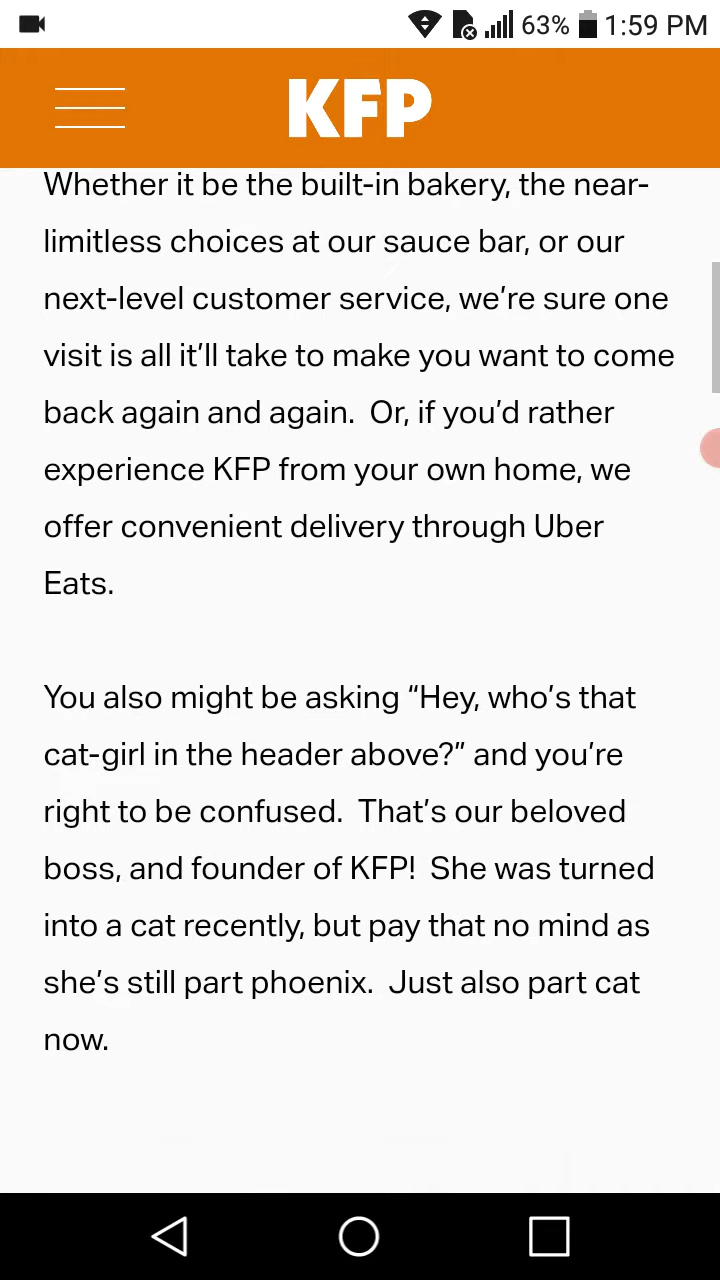 63% 1:59 PM
KFP
Whether it be the built-in bakery, the near-
limitless choices at our sauce bar, or our
next-level customer service, we’re sure one
visit is all it’ll take to make you want to come
back again and again.  Or, if you’d rather
experience KFP from your own home, we
offer convenient delivery through Uber
Eats.
You also might be asking “Hey, who’s that
cat-girl in the header above?” and you’re
right to be confused.  That’s our beloved
boss, and founder of KFP!  She was turned
into a cat recently, but pay that no mind as
she’s still part phoenix.  Just also part cat
now.